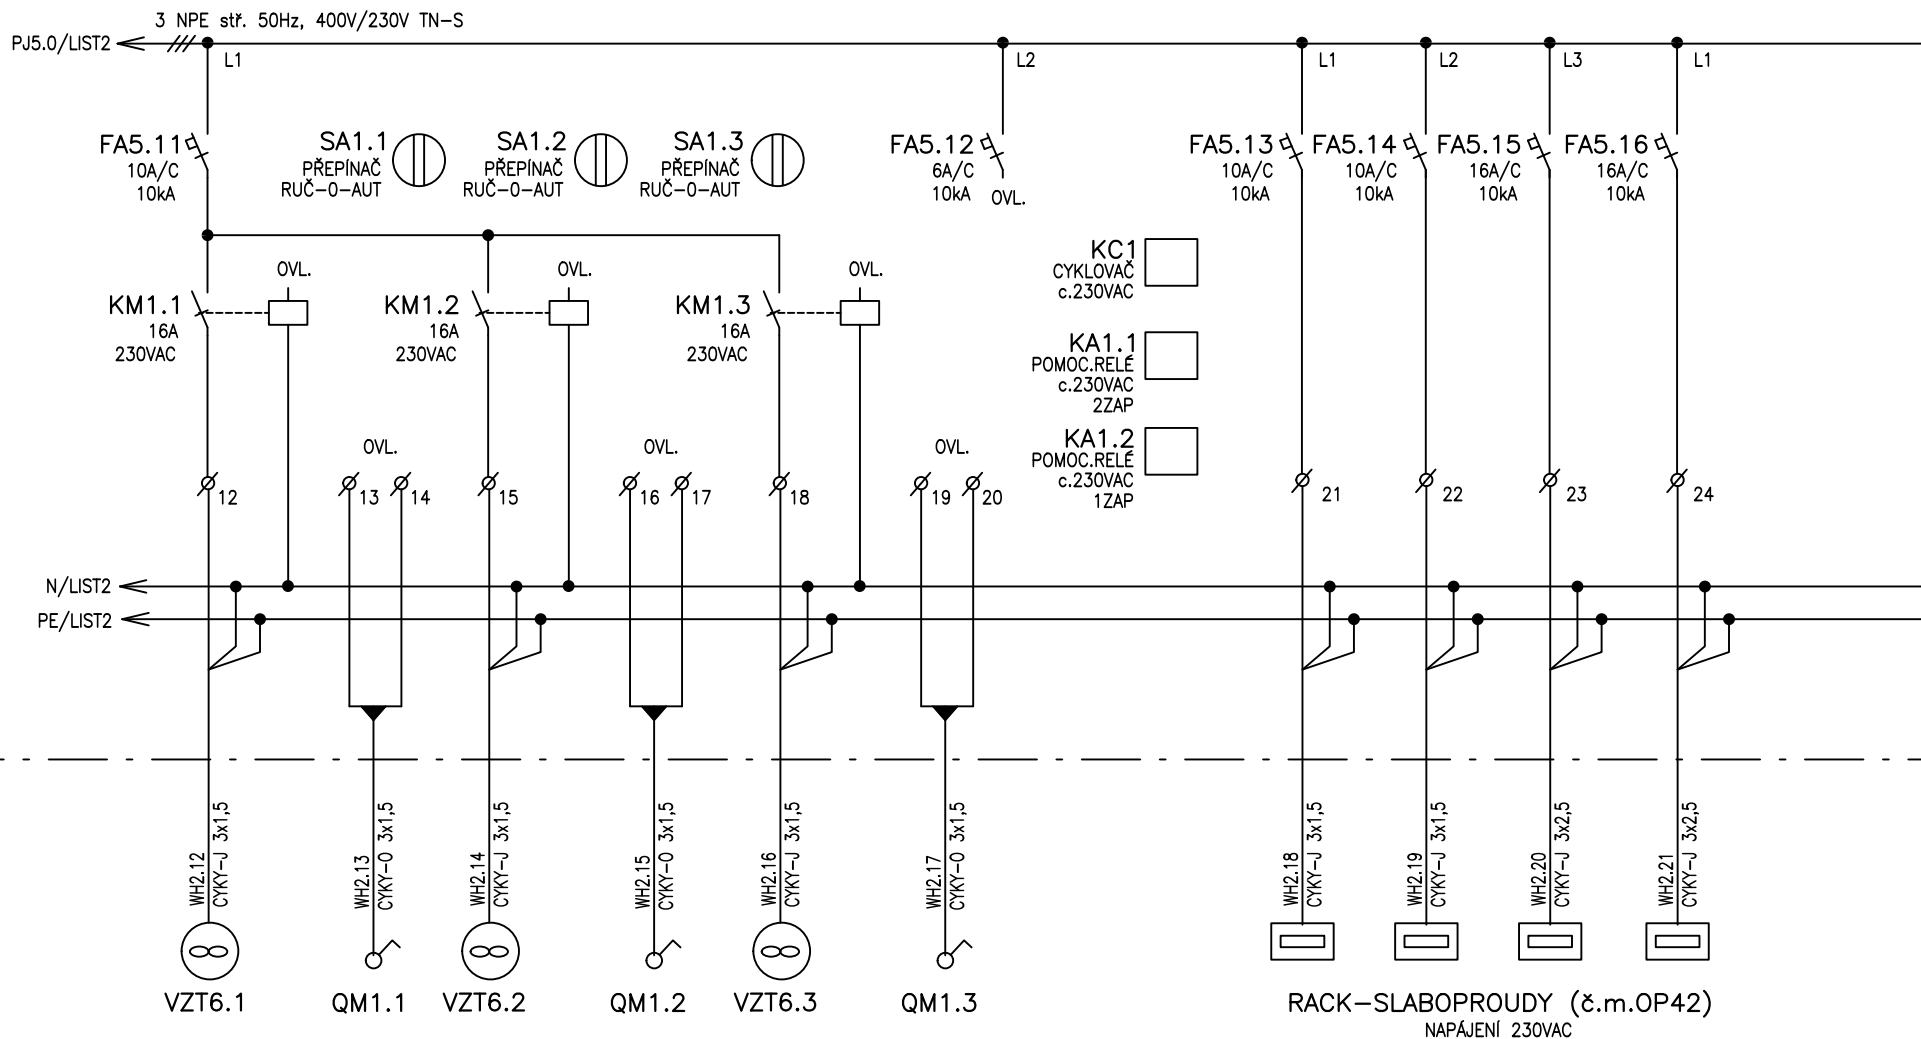 3 NPE stř. 50Hz, 400V/230V TN-S
PJ5.0/LIST2
L1
L2
L1
L2
L3
L1
FA5.11
10A/C
10kA
SA1.1
PŘEPÍNAČ
RUČ-0-AUT
SA1.2
PŘEPÍNAČ
RUČ-0-AUT
SA1.3
PŘEPÍNAČ
RUČ-0-AUT
FA5.12
6A/C
10kA
OVL.
FA5.13
10A/C
10kA
FA5.14
10A/C
10kA
FA5.15
16A/C
10kA
FA5.16
16A/C
10kA
KM1.1
16A
230VAC
OVL.
KM1.2
16A
230VAC
OVL.
KM1.3
16A
230VAC
OVL.
KC1
CYKLOVAČ
c.230VAC
KA1.1
POMOC.RELÉ
c.230VAC
2ZAP
KA1.2
POMOC.RELÉ
c.230VAC
1ZAP
OVL.
OVL.
OVL.
12
13
14
15
16
17
18
19
20
21
22
23
24
N/LIST2
PE/LIST2
WH2.12
CYKY-J 3x1,5
WH2.13
CYKY-O 3x1,5
WH2.14
CYKY-J 3x1,5
WH2.15
CYKY-O 3x1,5
WH2.16
CYKY-J 3x1,5
WH2.17
CYKY-O 3x1,5
WH2.18
CYKY-J 3x1,5
WH2.19
CYKY-J 3x1,5
WH2.20
CYKY-J 3x2,5
WH2.21
CYKY-J 3x2,5
VZT6.1
QM1.1
VZT6.2
QM1.2
VZT6.3
QM1.3
RACK-SLABOPROUDY (č.m.OP42)
NAPÁJENÍ 230VAC